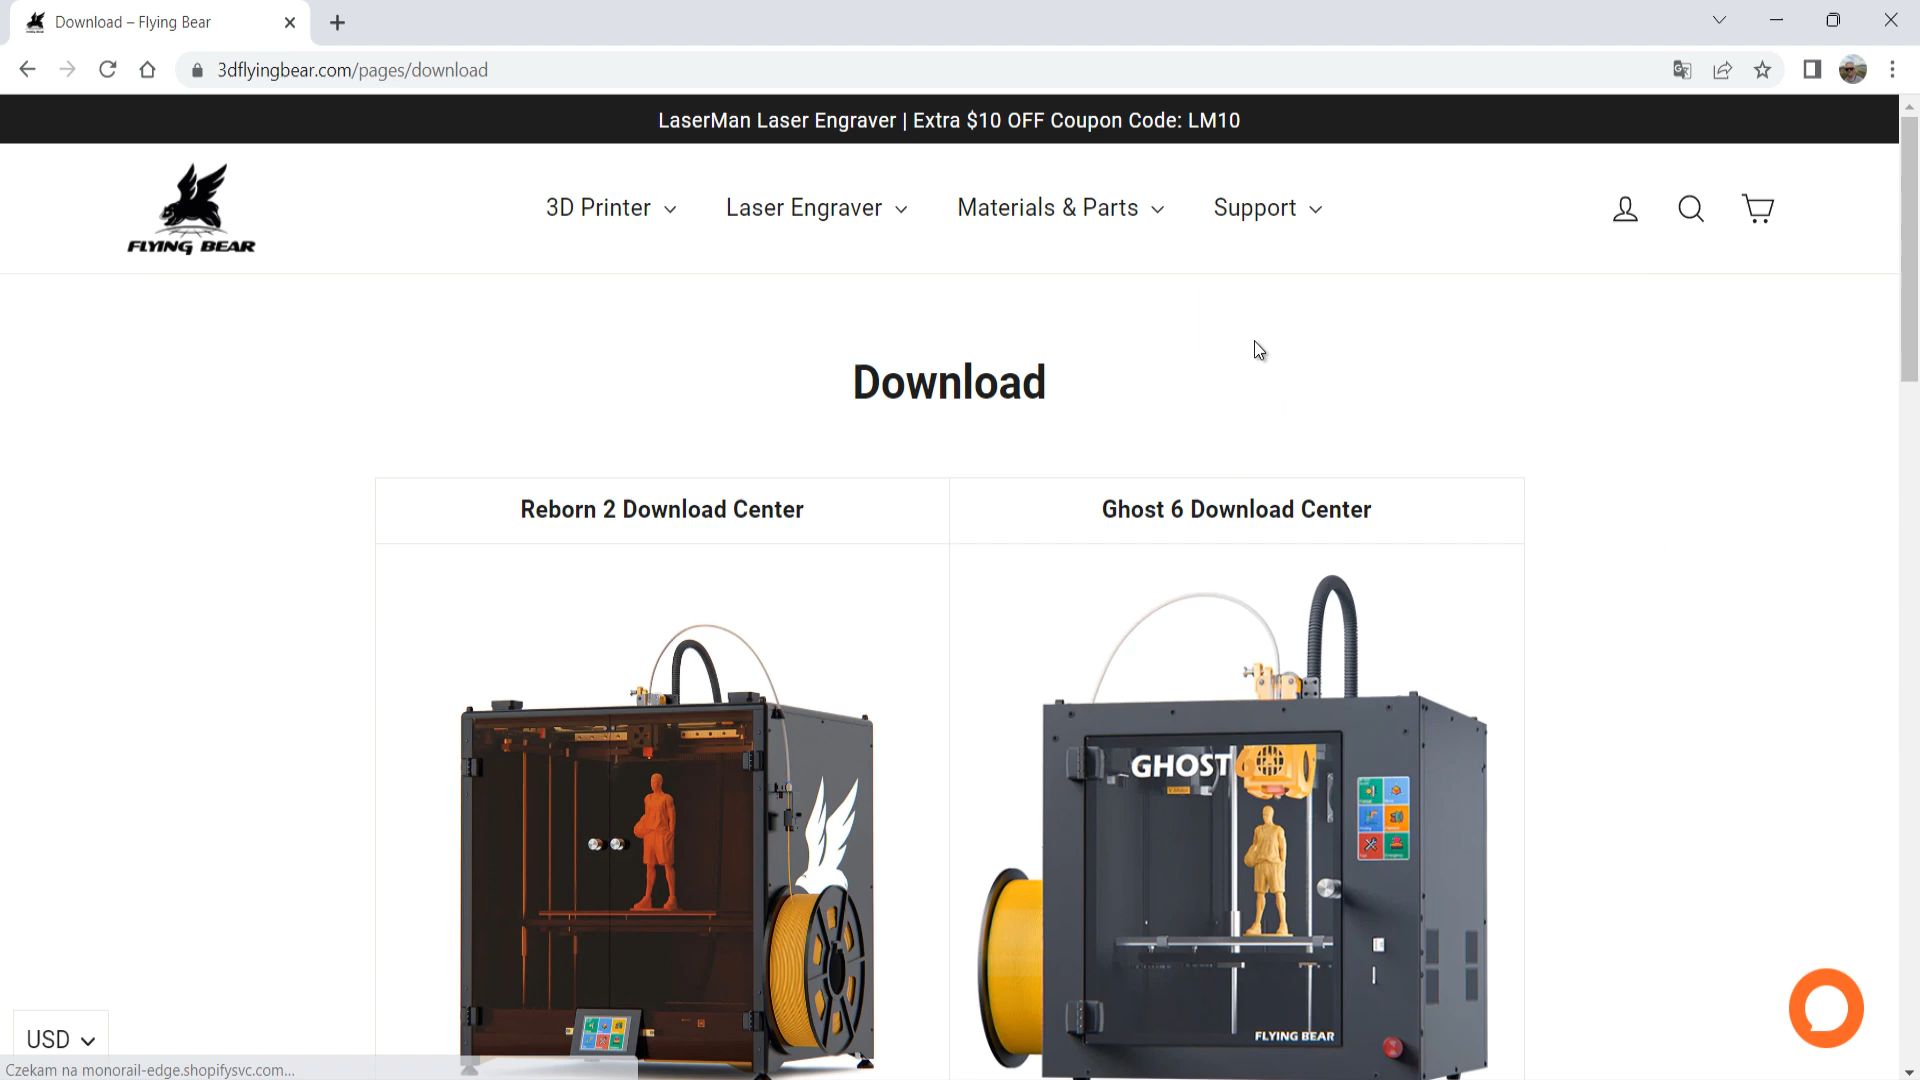 Download – Flying Bear
3dflyingbear.com/pages/download
LaserMan Laser Engraver | Extra $10 OFF Coupon Code: LM10
FLYING BEAR
3D Printer
Laser Engraver
Materials & Parts
Support
Download
Reborn 2 Download Center
Ghost 6 Download Center
GHOST
FLYING BEAR
USD
Czekam na monorail-edge.shopifysvc.com...